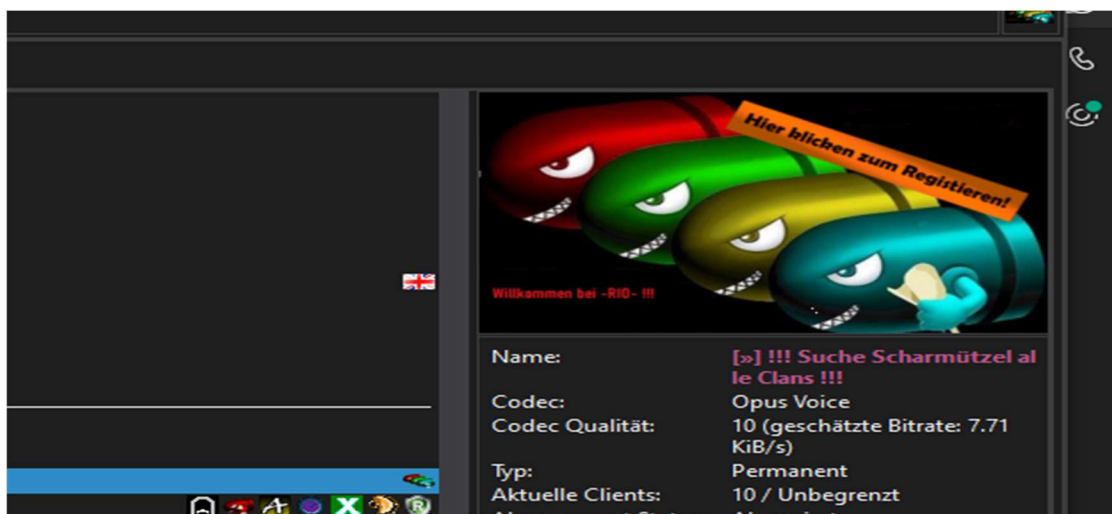 Hier klicken zum Registieren!
Willkommen bei -RIO- !!!
Name:
[»] !!! Suche Scharmützel al
le Clans !!!
Codec:
Opus Voice
Codec Qualität:
10 (geschätzte Bitrate: 7.71
KiB/s)
Typ:
Permanent
Aktuelle Clients:
10 / Unbegrenzt